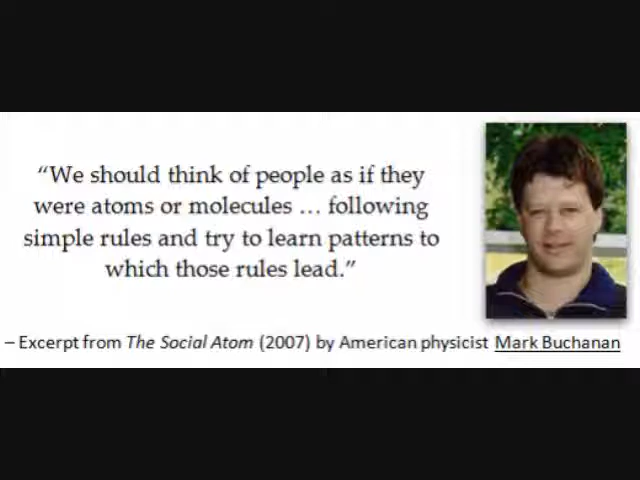 “We should think of people as if they
were atoms or molecules … following
simple rules and try to learn patterns to
which those rules lead.”
– Excerpt from The Social Atom (2007) by American physicist Mark Buchanan